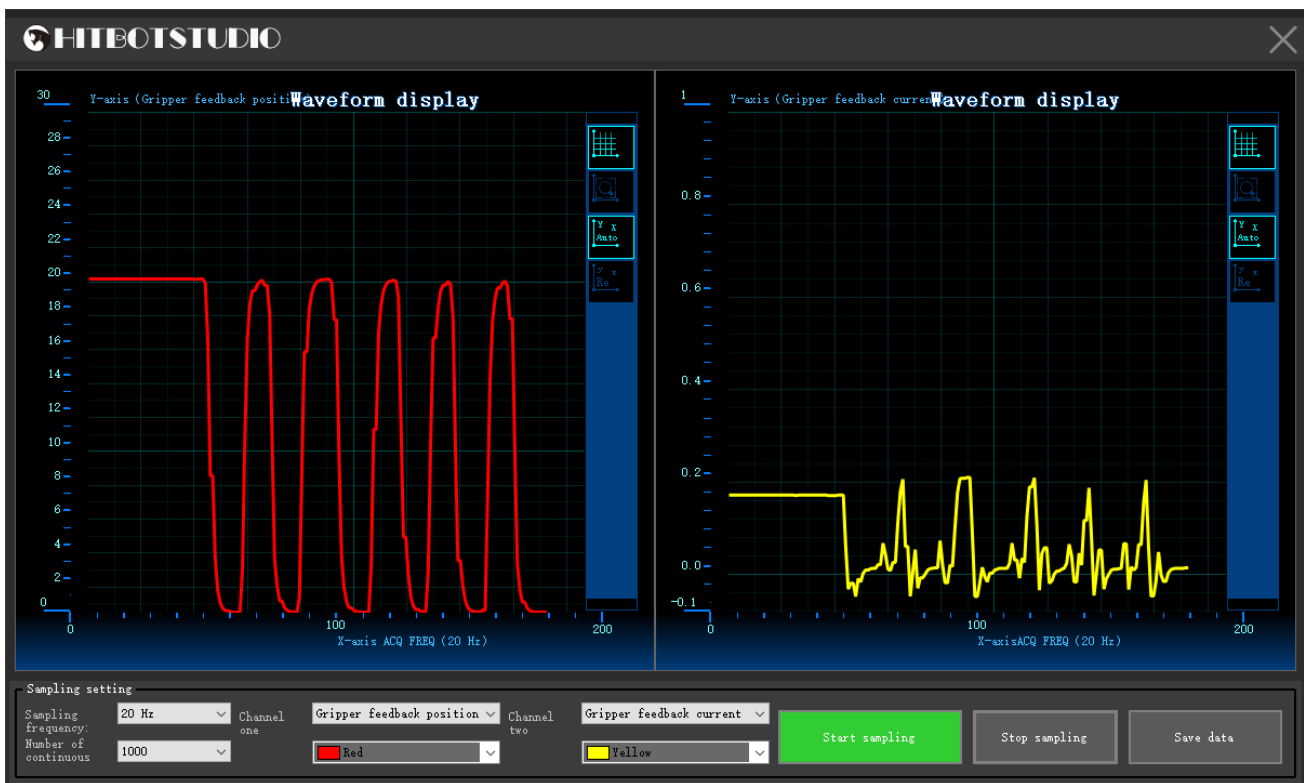 HITBOTSTUDIO
Y-axis (Gripper feedback positi
Waveform display
30
28
26
24
22
20
18
16
14
12
10
8
6
4
2
0
0
100
200
X-axis ACQ FREQ (20 Hz)
Y X
Auto
y x
Re
Y-axis (Gripper feedback curren
Waveform display
1
0.8
0.6
0.4
0.2
0.0
-0.1
0
100
200
X-axisACQ FREQ (20 Hz)
Y X
Auto
y x
Re
Sampling setting
Sampling
frequency:
20 Hz
Number of
continuous
1000
Channel
one
Gripper feedback position
Red
Channel
two
Gripper feedback current
Yellow
Start sampling
Stop sampling
Save data